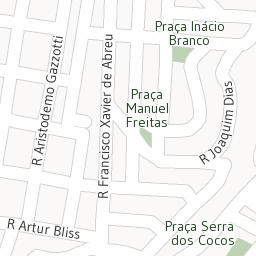 Praça Inácio
Branco
R Aristodemo Gazzotti
R Francisco Xavier de Abreu
Praça
Manuel
Freitas
R Joaquim Dias
R Artur Bliss
Praça Serra
dos Cocos